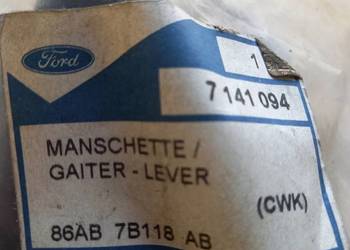 Ford
1
7 141 094
MANSCHETTE /
GAITER - LEVER
(CWK)
86AB 7B118 AB